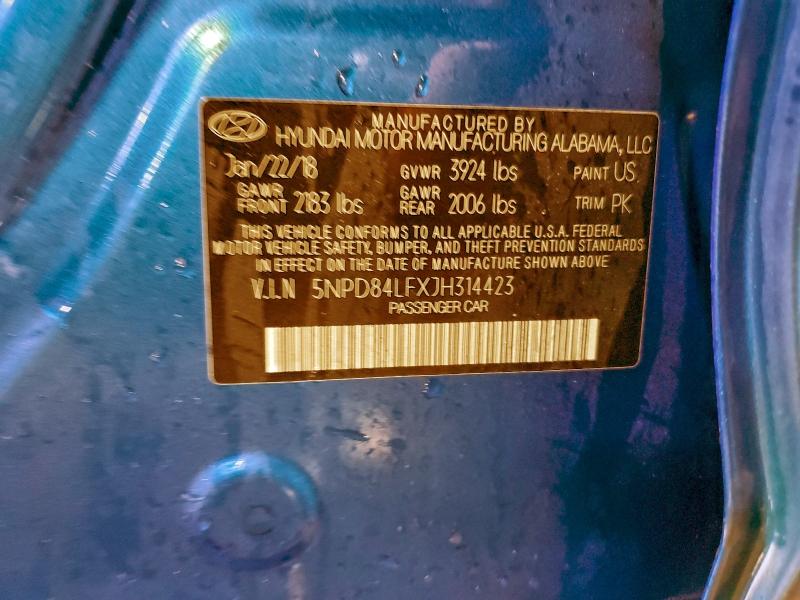 MANUFACTURED BY
HYUNDAI MOTOR MANUFACTURING ALABAMA, LLC
Jan/22/18 GVWR 3924 lbs PAINT US
GAWR FRONT 2183 lbs GAWR REAR 2006 lbs TRIM PK
THIS VEHICLE CONFORMS TO ALL APPLICABLE U.S.A. FEDERAL
MOTOR VEHICLE SAFETY, BUMPER, AND THEFT PREVENTION STANDARDS
IN EFFECT ON THE DATE OF MANUFACTURE SHOWN ABOVE
V.I.N 5NPD84LFXJH314423
PASSENGER CAR